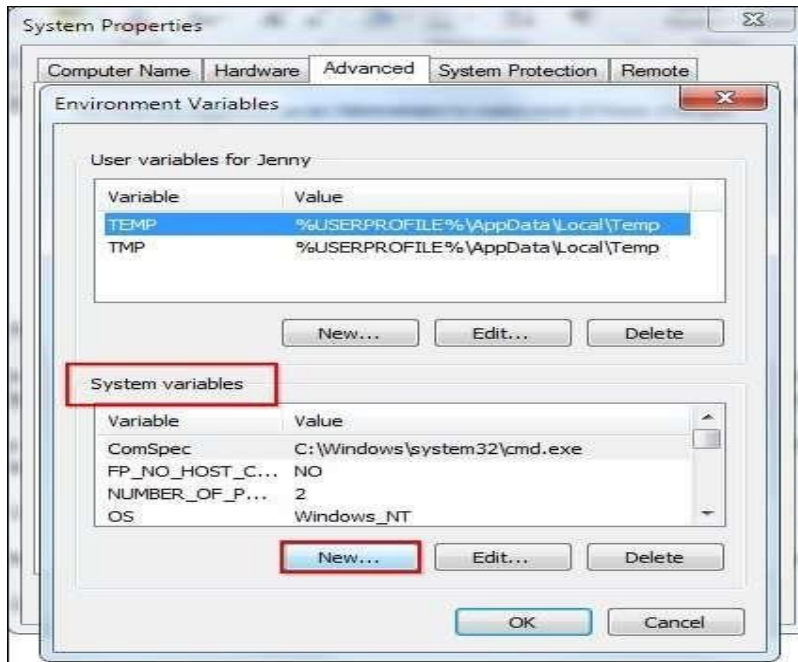 System Properties
Computer Name Hardware Advanced System Protection Remote
Environment Variables
User variables for Jenny
Variable Value
TEMP %USERPROFILE%\AppData\Local\Temp
TMP %USERPROFILE%\AppData\Local\Temp
New... Edit... Delete
System variables
Variable Value
ComSpec C:\Windows\system32\cmd.exe
FP_NO_HOST_C... NO
NUMBER_OF_P... 2
OS Windows_NT
New... Edit... Delete
OK Cancel